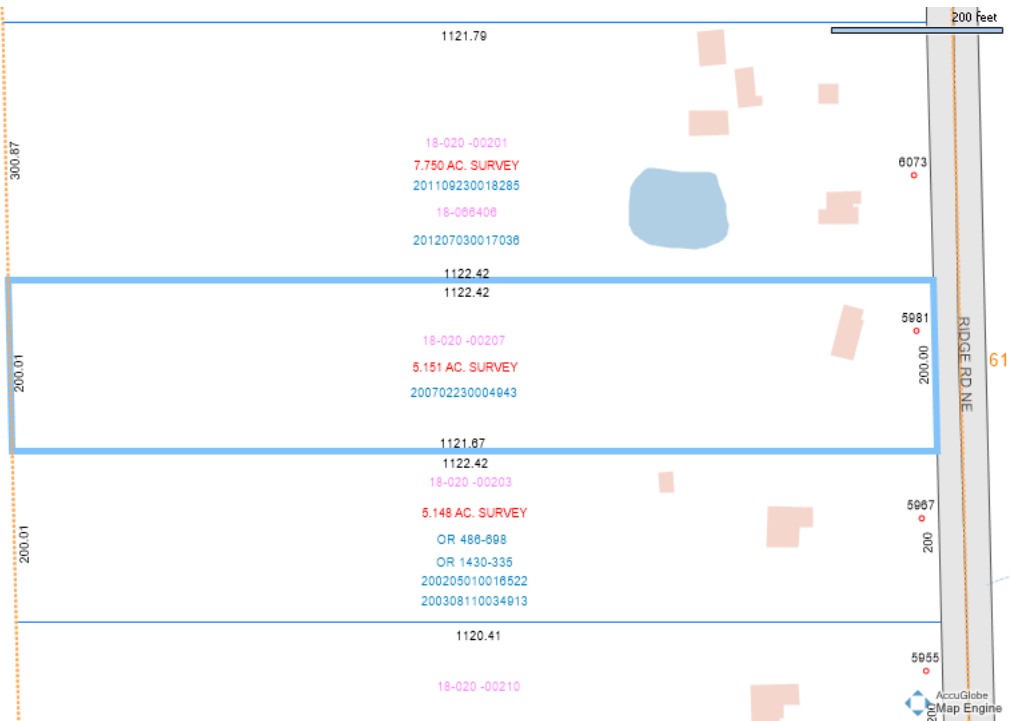 200 feet
1121.79
300.87
18-020 -00201
7.750 AC. SURVEY
201109230018285
18-066406
201207030017036
6073
1122.42
1122.42
5981
18-020 -00207
5.151 AC. SURVEY
200702230004943
200.01
200.00
RIDGE RD NE
61
1121.67
1122.42
18-020 -00203
5.148 AC. SURVEY
OR 486-698
OR 1430-335
200205010016522
200308110034913
200.01
5967
200
1120.41
5955
18-020 -00210
AccuGlobe
Map Engine